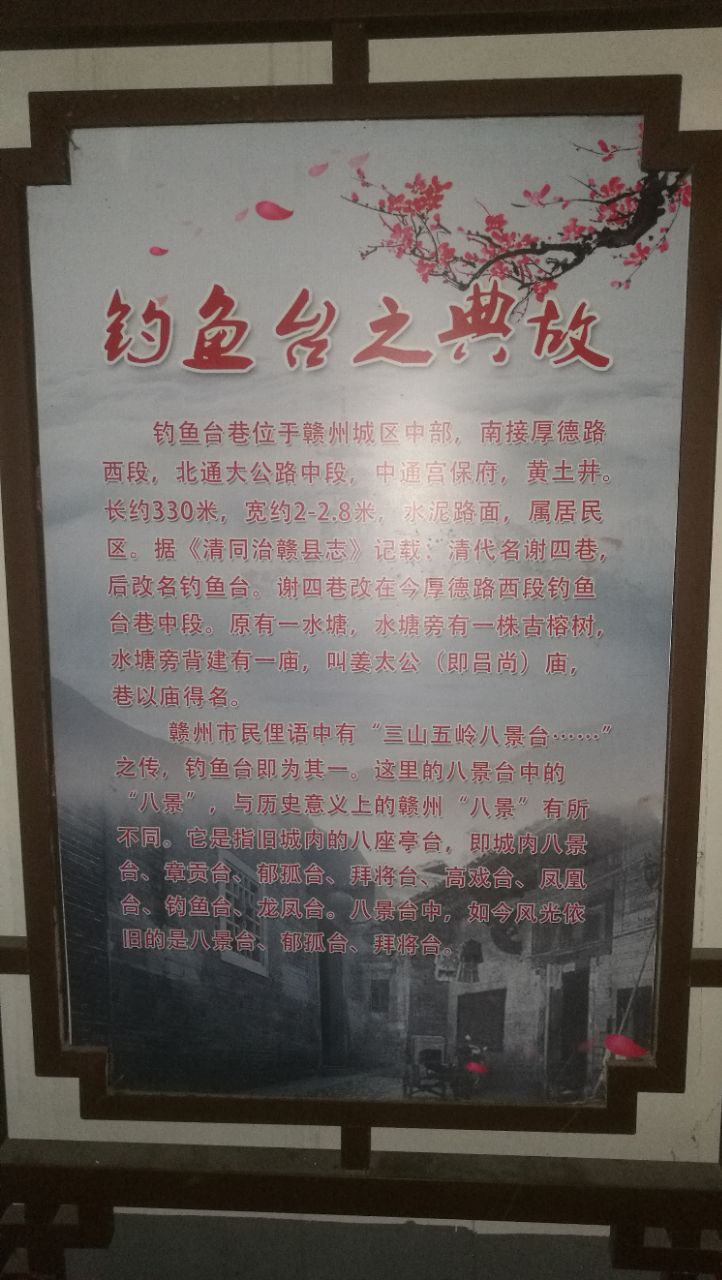 钓鱼台之典故
钓鱼台巷位于赣州城区中部，南接厚德路
西段，北通大公路中段，中通宫保府，黄土井。
长约330米，宽约2-2.8米，水泥路面，属居民
区。据《清同治赣县志》记载：清代名谢四巷，
后改名钓鱼台。谢四巷改在今厚德路西段钓鱼
台巷中段。原有一水塘，水塘旁有一株古榕树，
水塘旁背建有一庙，叫姜太公（即吕尚）庙，
巷以庙得名。
赣州市民俚语中有“三山五岭八景台……”
之传，钓鱼台即为其一。这里的八景台中的
“八景”，与历史意义上的赣州“八景”有所
不同。它是指旧城内的八座亭台，即城内八景
台、章贡台、郁孤台、拜将台、高戏台、凤凰
台、钓鱼台、龙凤台。八景台中，如今风光依
旧的是八景台、郁孤台、拜将台。